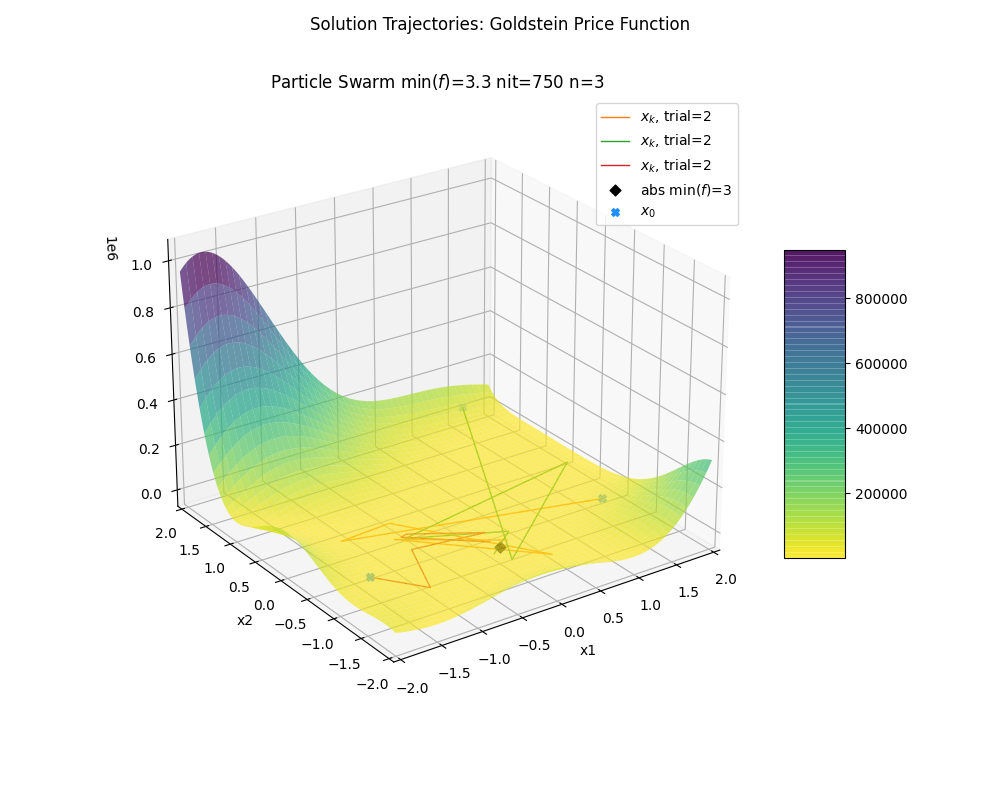 Solution Trajectories: Goldstein Price Function
Particle Swarm min(f)=3.3 nit=750 n=3
x_k, trial=2
x_k, trial=2
x_k, trial=2
abs min(f)=3
x_0
1e6
1.0
0.8
0.6
0.4
0.2
0.0
2.0
1.5
1.0
0.5
0.0
−0.5
−1.0
−1.5
−2.0
x2
−2.0
−1.5
−1.0
−0.5
0.0
0.5
1.0
1.5
2.0
x1
800000
600000
400000
200000